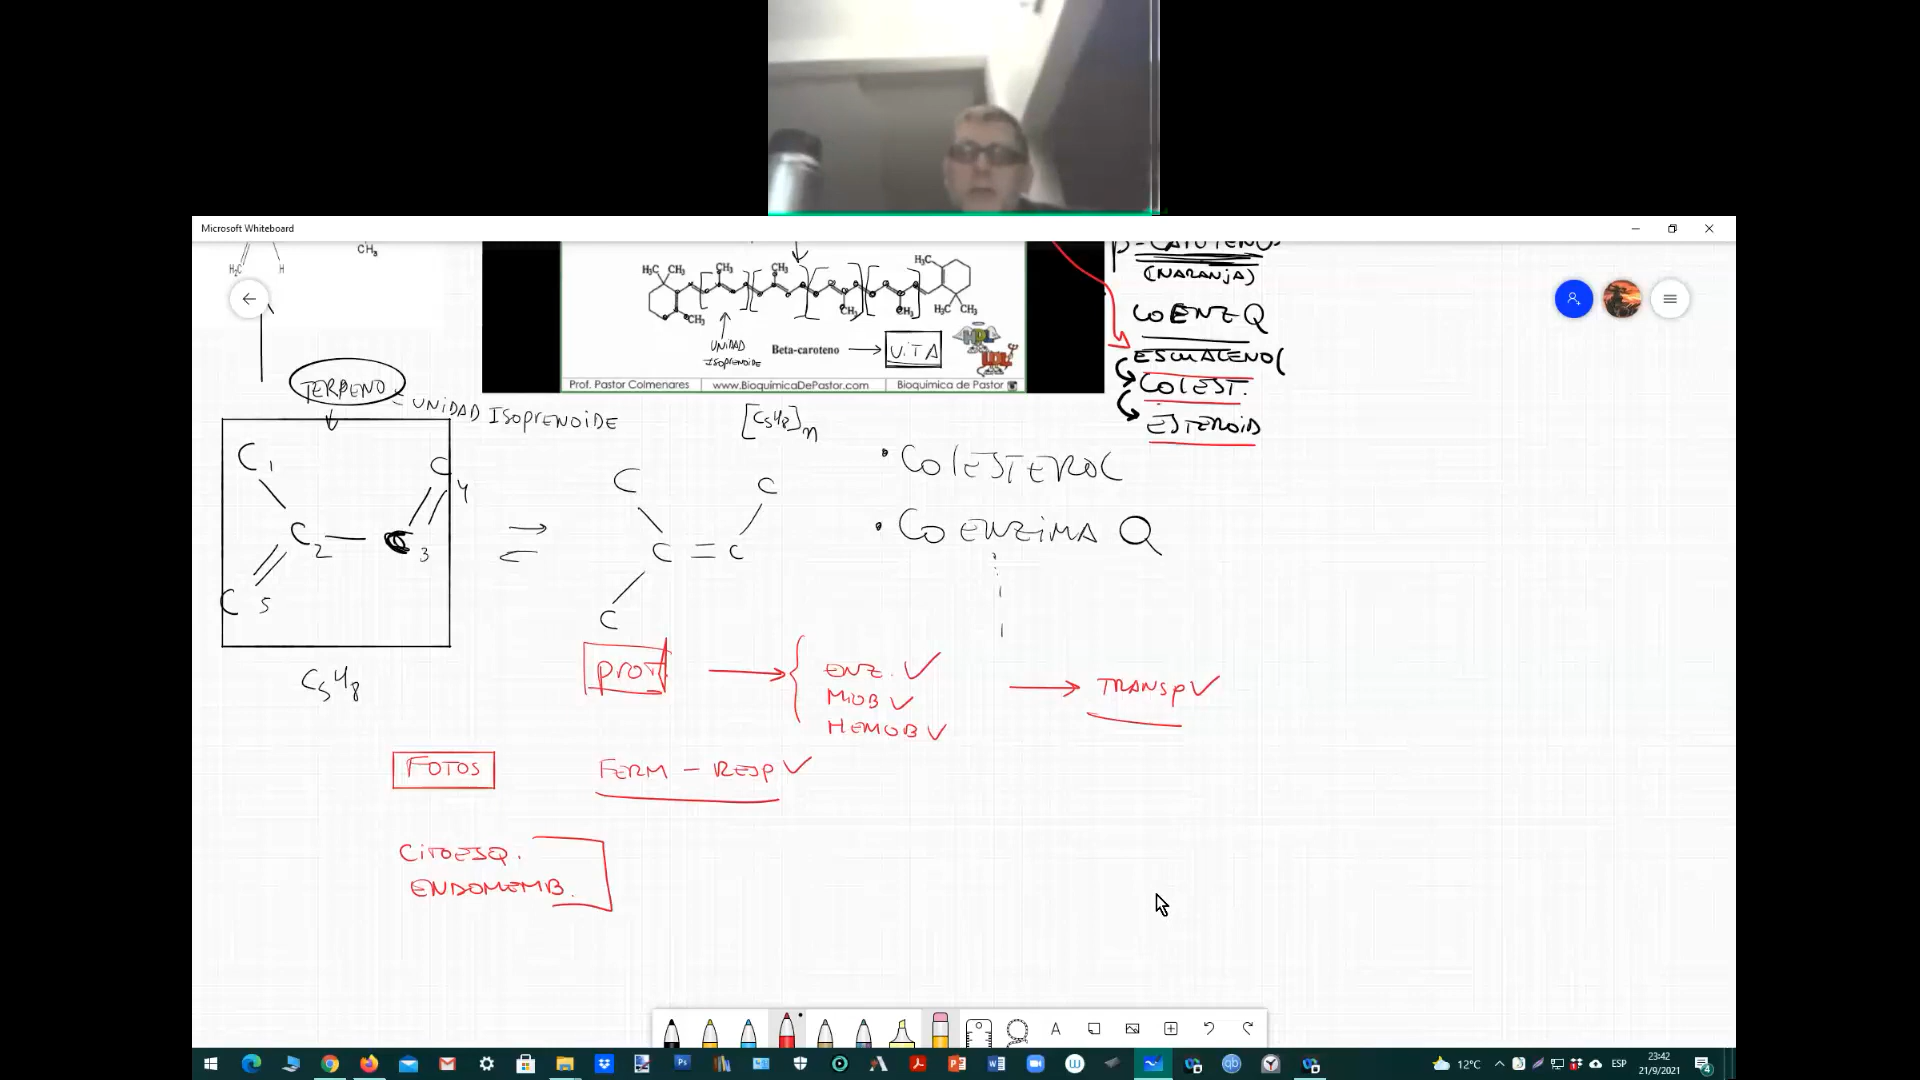 Microsoft Whiteboard
CH₃
H₂C
H
H₃C CH₃
CH₃
CH₃
H₃C
CH₃
CH₃
CH₃
H₃C CH₃
UNIDAD
ISOPRENOIDE
Beta-caroteno
VIT A
Prof. Pastor Colmenares
www.BioquimicaDePastor.com
Bioquimica de Pastor
β-CAROTENOS
(NARANJA)
COENZ Q
ESCUALENO
COLEST.
ESTEROID
TERPENO
= UNIDAD ISOPRENOIDE
[C5H8]n
C1
C2
C4
3
C5
C5H8
C
C
C = C
C
• COLESTEROL
• COENZIMA Q
PROT
ENZ. ✓
MIOB ✓
HEMOB ✓
TRANSP ✓
FOTOS
FERM - RESP ✓
CITOESQ.
ENDOMEMB.
12°C
ESP
23:42
21/9/2021